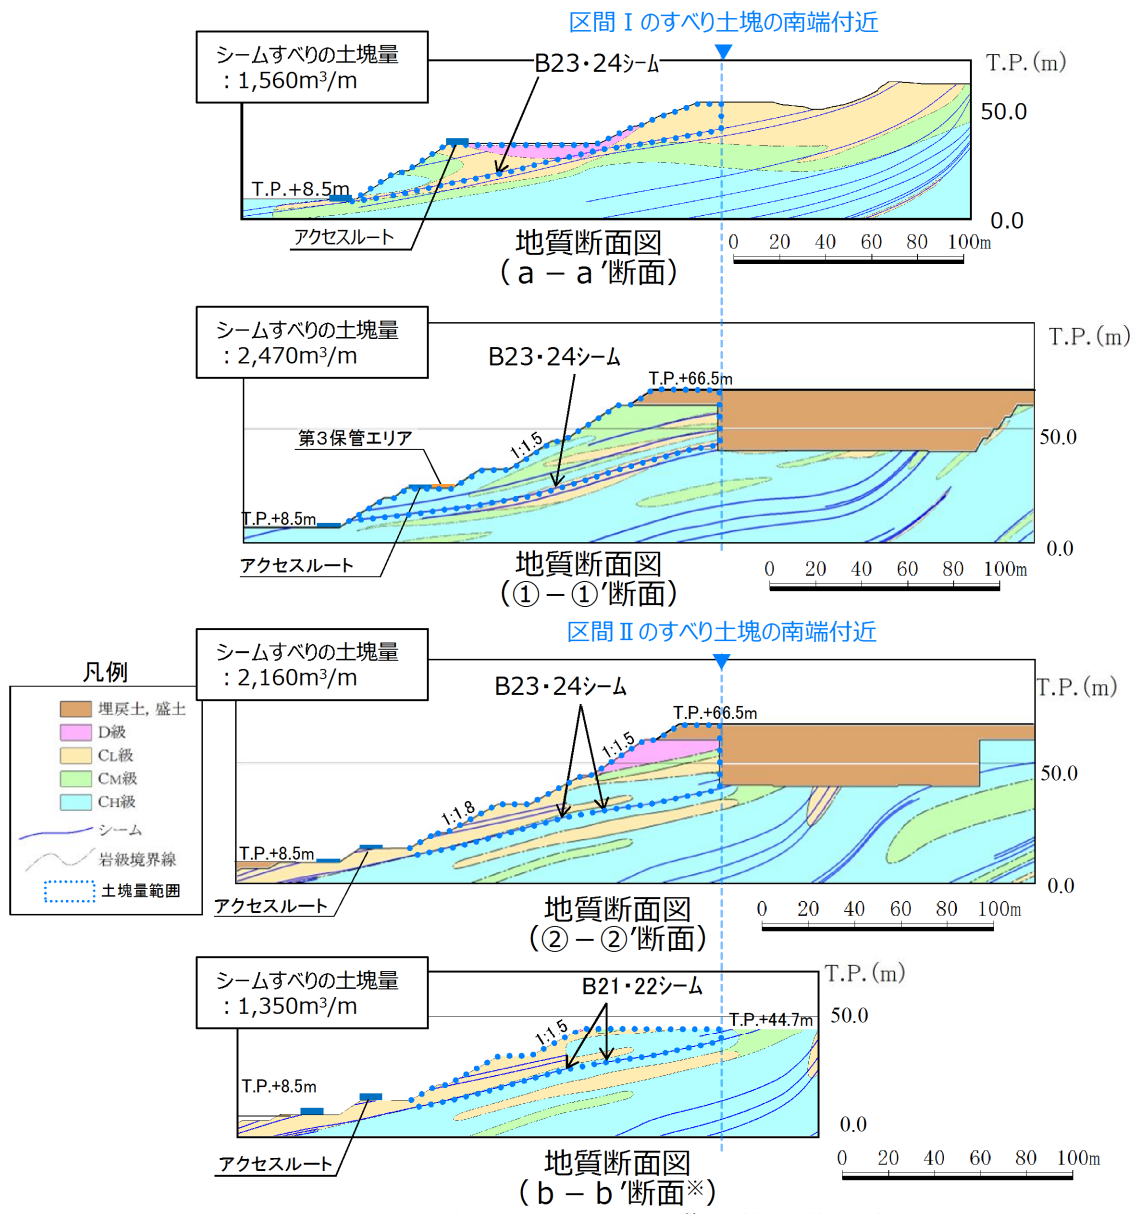 区間Ⅰのすべり土塊の南端付近
シームすべりの土塊量
：1,560m³/m
B23・24シーム
T.P.(m)
50.0
T.P.+8.5m
0.0
アクセスルート
地質断面図
（a－a′断面）
0 20 40 60 80 100m
シームすべりの土塊量
：2,470m³/m
B23・24シーム
T.P.(m)
T.P.+66.5m
1:1.5
第3保管エリア
50.0
T.P.+8.5m
0.0
アクセスルート
地質断面図
（①－①′断面）
0 20 40 60 80 100m
区間Ⅱのすべり土塊の南端付近
シームすべりの土塊量
：2,160m³/m
B23・24シーム
T.P.(m)
T.P.+66.5m
1:1.5
50.0
1:1.8
T.P.+8.5m
0.0
アクセスルート
地質断面図
（②－②′断面）
0 20 40 60 80 100m
凡例
埋戻土，盛土
D級
CL級
CM級
CH級
シーム
岩級境界線
土塊量範囲
シームすべりの土塊量
：1,350m³/m
B21・22シーム
T.P.(m)
T.P.+44.7m
50.0
1:1.5
T.P.+8.5m
0.0
アクセスルート
地質断面図
（b－b′断面※）
0 20 40 60 80 100m